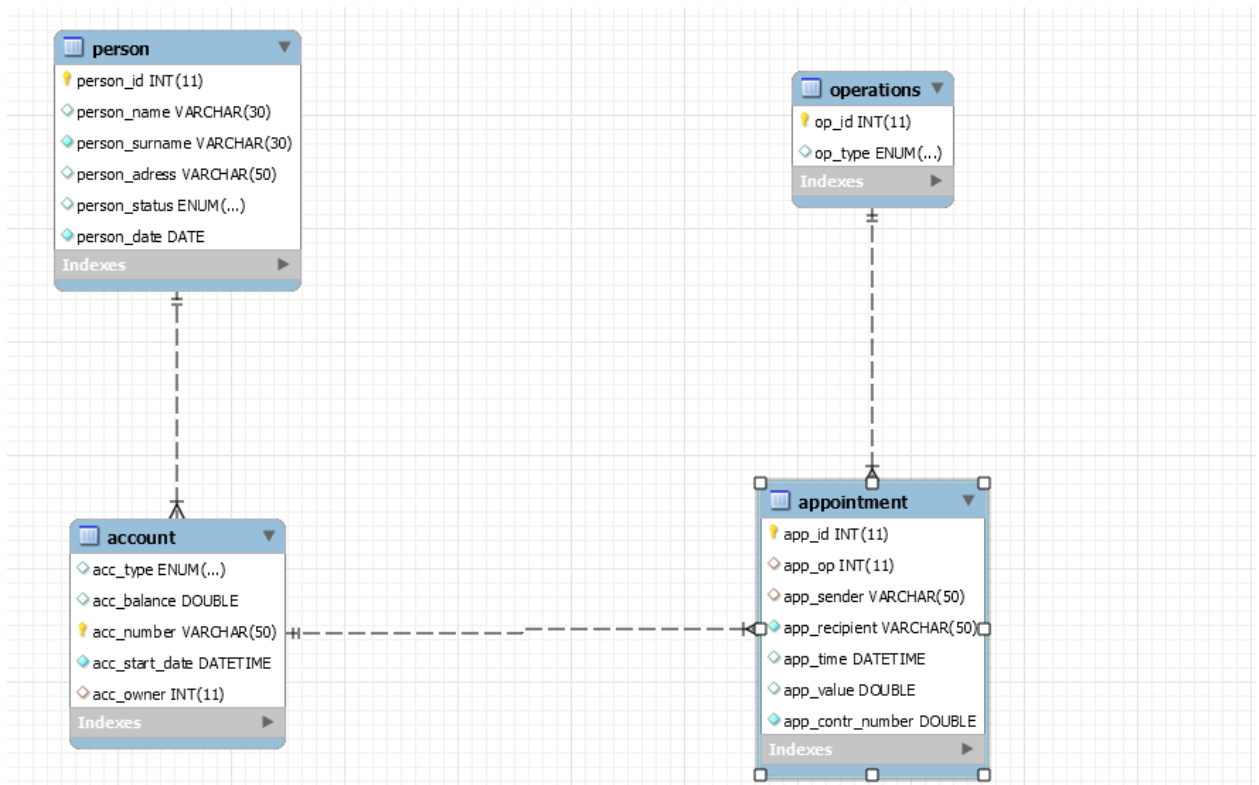 person
person_id INT(11)
person_name VARCHAR(30)
person_surname VARCHAR(30)
person_adress VARCHAR(50)
person_status ENUM(...)
person_date DATE
Indexes
operations
op_id INT(11)
op_type ENUM(...)
Indexes
account
acc_type ENUM(...)
acc_balance DOUBLE
acc_number VARCHAR(50)
acc_start_date DATETIME
acc_owner INT(11)
Indexes
appointment
app_id INT(11)
app_op INT(11)
app_sender VARCHAR(50)
app_recipient VARCHAR(50)
app_time DATETIME
app_value DOUBLE
app_contr_number DOUBLE
Indexes